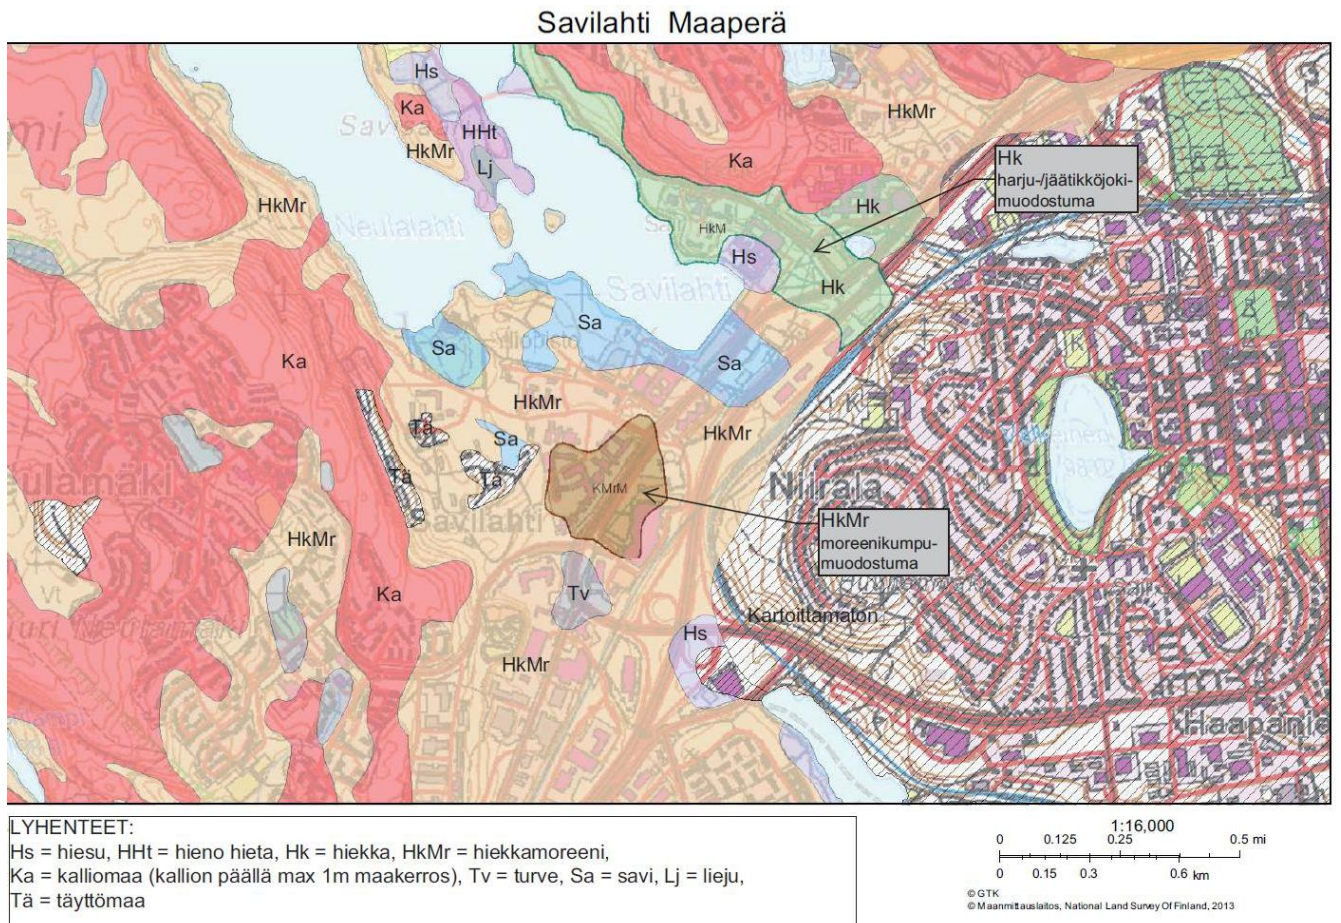 Savilahti Maaperä
Hs
Ka
HHt
HkMr
Lj
HkMr
Ka
HkMr
Hk
harju-/jäätikköjoki-
muodostuma
Hk
HkMr
Neulalahti
HkM
Hs
Savilahti
Hk
Sa
Sa
Sa
Ka
HkMr
HkMr
Tä
Sa
Tä
Tä
KMrM
Niirala
HkMr
moreenikumpu-
muodostuma
Savilahti
HkMr
Vt
Ka
Tv
Kartoittamaton
Hs
HkMr
Haapanie
LYHENTEET:
Hs = hiesu, HHt = hieno hieta, Hk = hiekka, HkMr = hiekkamoreeni,
Ka = kalliomaa (kallion päällä max 1m maakerros), Tv = turve, Sa = savi, Lj = lieju,
Tä = täyttömaa
1:16,000
0 0.125 0.25 0.5 mi
0 0.15 0.3 0.6 km
© GTK
© Maanmittauslaitos, National Land Survey Of Finland, 2013